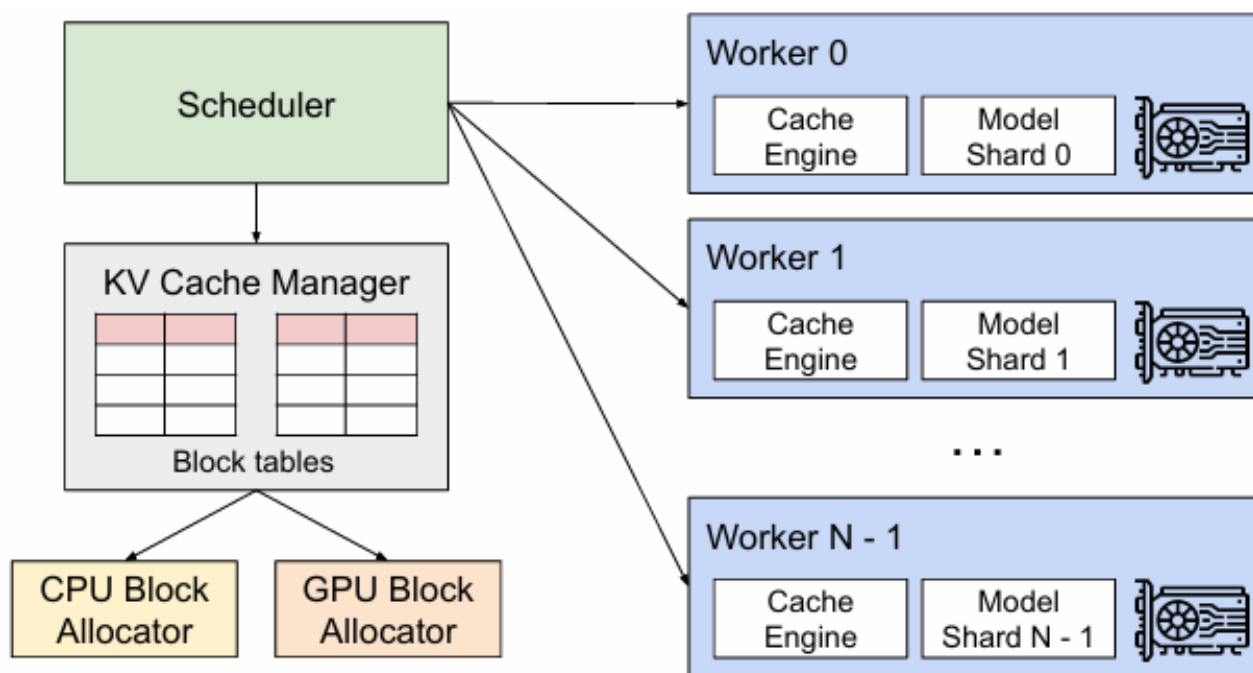 Scheduler
KV Cache Manager
Block tables
CPU Block
Allocator
GPU Block
Allocator
Worker 0
Cache
Engine
Model
Shard 0
Worker 1
Cache
Engine
Model
Shard 1
...
Worker N - 1
Cache
Engine
Model
Shard N - 1